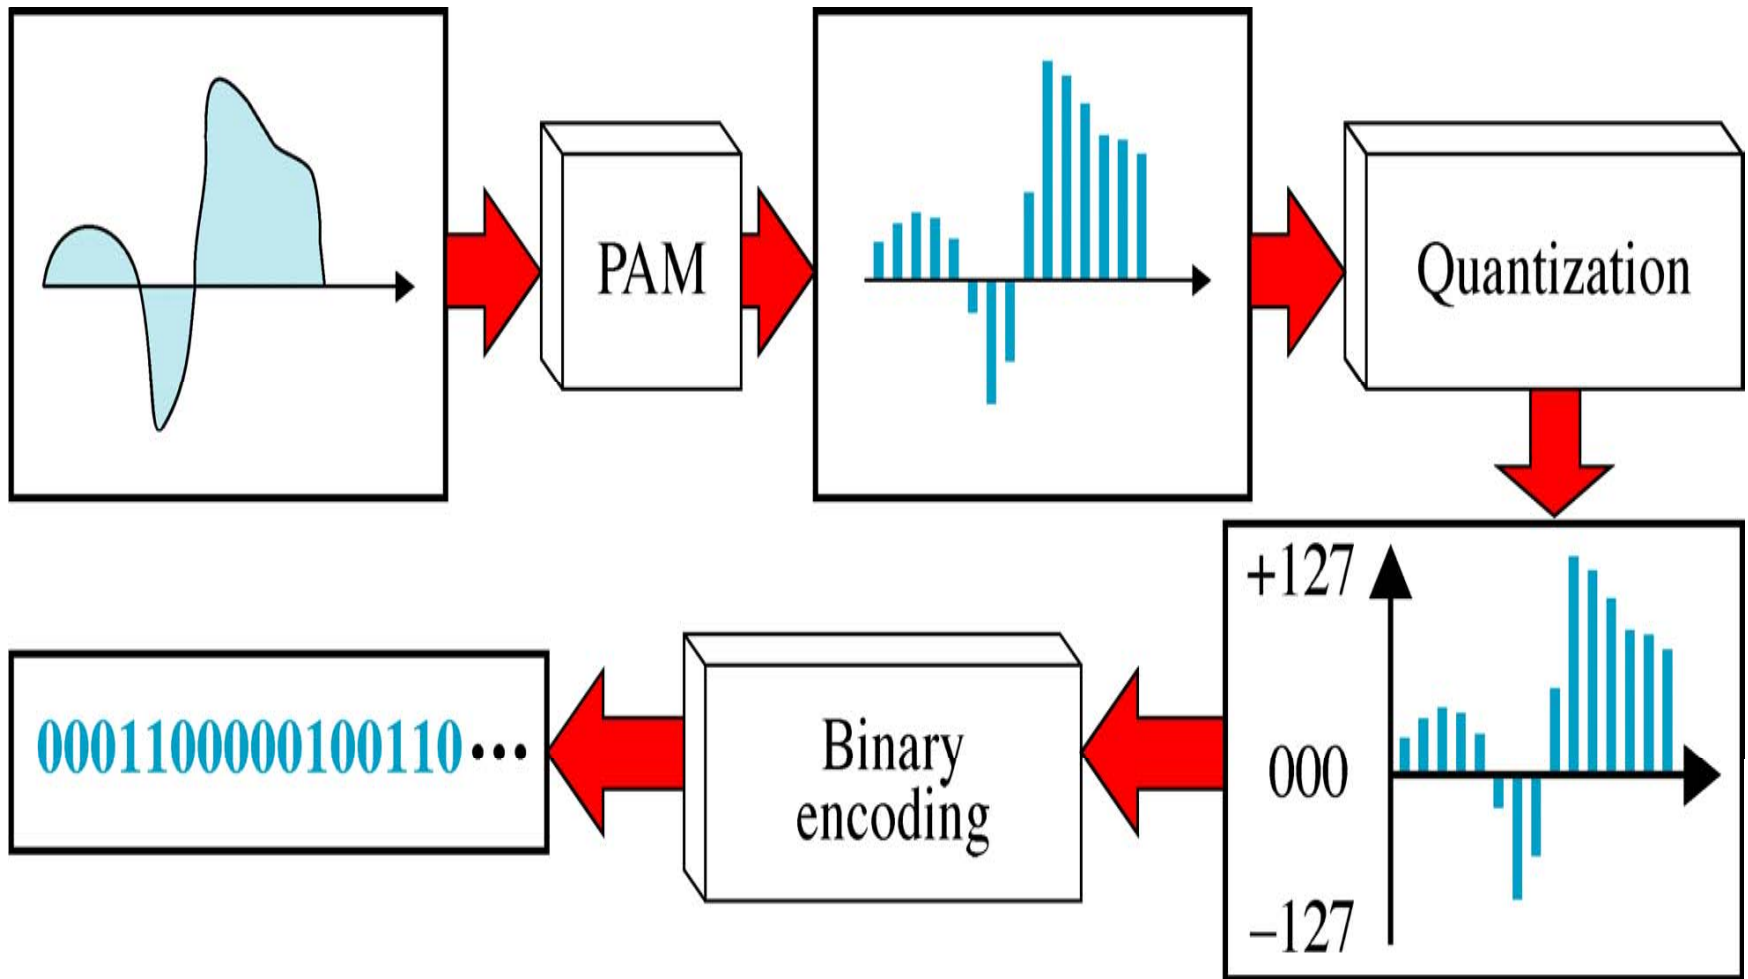 PAM
Quantization
+127
000
–127
Binary
encoding
0001100000100110...